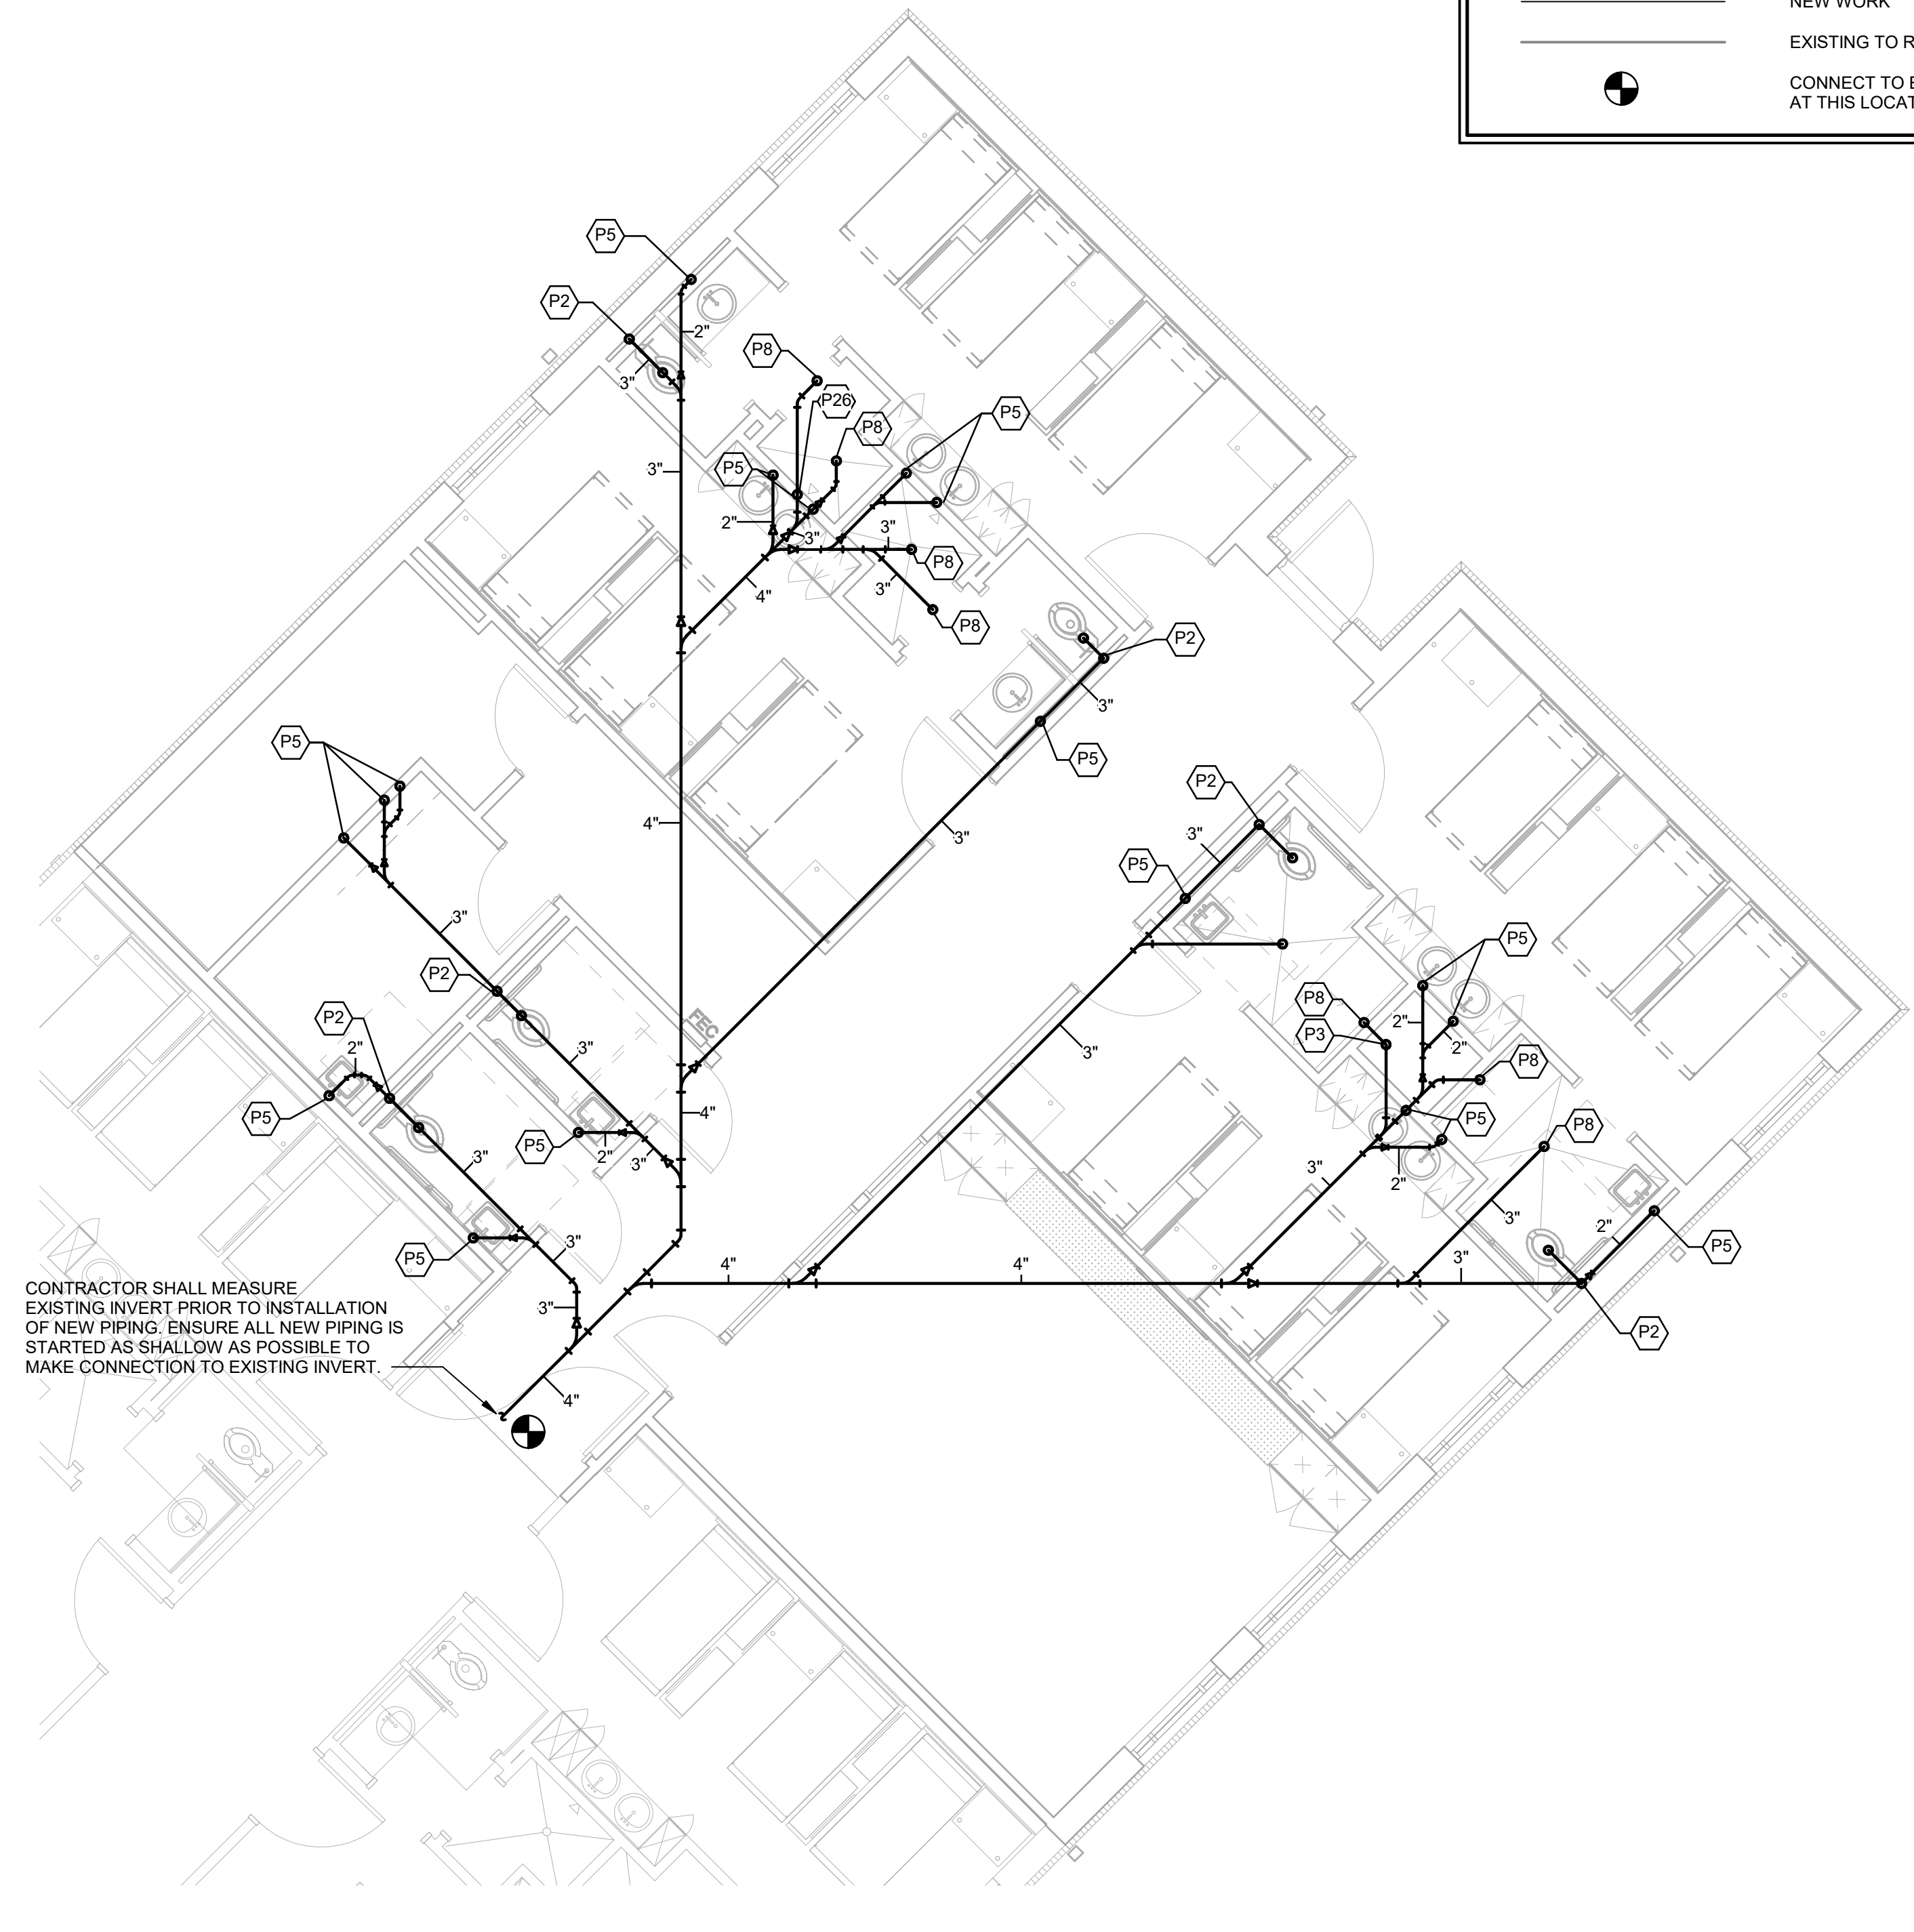 NEW WORK
EXISTING TO R
CONNECT TO E
AT THIS LOCAT
P5
P2
2"
P8
3"
P26
P8
P5
3"
P5
2"
3"
3"
P8
4"
3"
P8
P2
3"
P5
P5
P2
4"
3"
3"
P5
3"
P5
P2
P8
FEC
P2
2"
P3
2"
3"
3"
2"
P8
4"
P5
P5
P5
P8
2"
3"
3"
3"
2"
3"
2"
P5
P5
3"
3"
4"
4"
3"
P2
CONTRACTOR SHALL MEASURE
EXISTING INVERT PRIOR TO INSTALLATION
OF NEW PIPING. ENSURE ALL NEW PIPING IS
STARTED AS SHALLOW AS POSSIBLE TO
MAKE CONNECTION TO EXISTING INVERT.
3"
4"